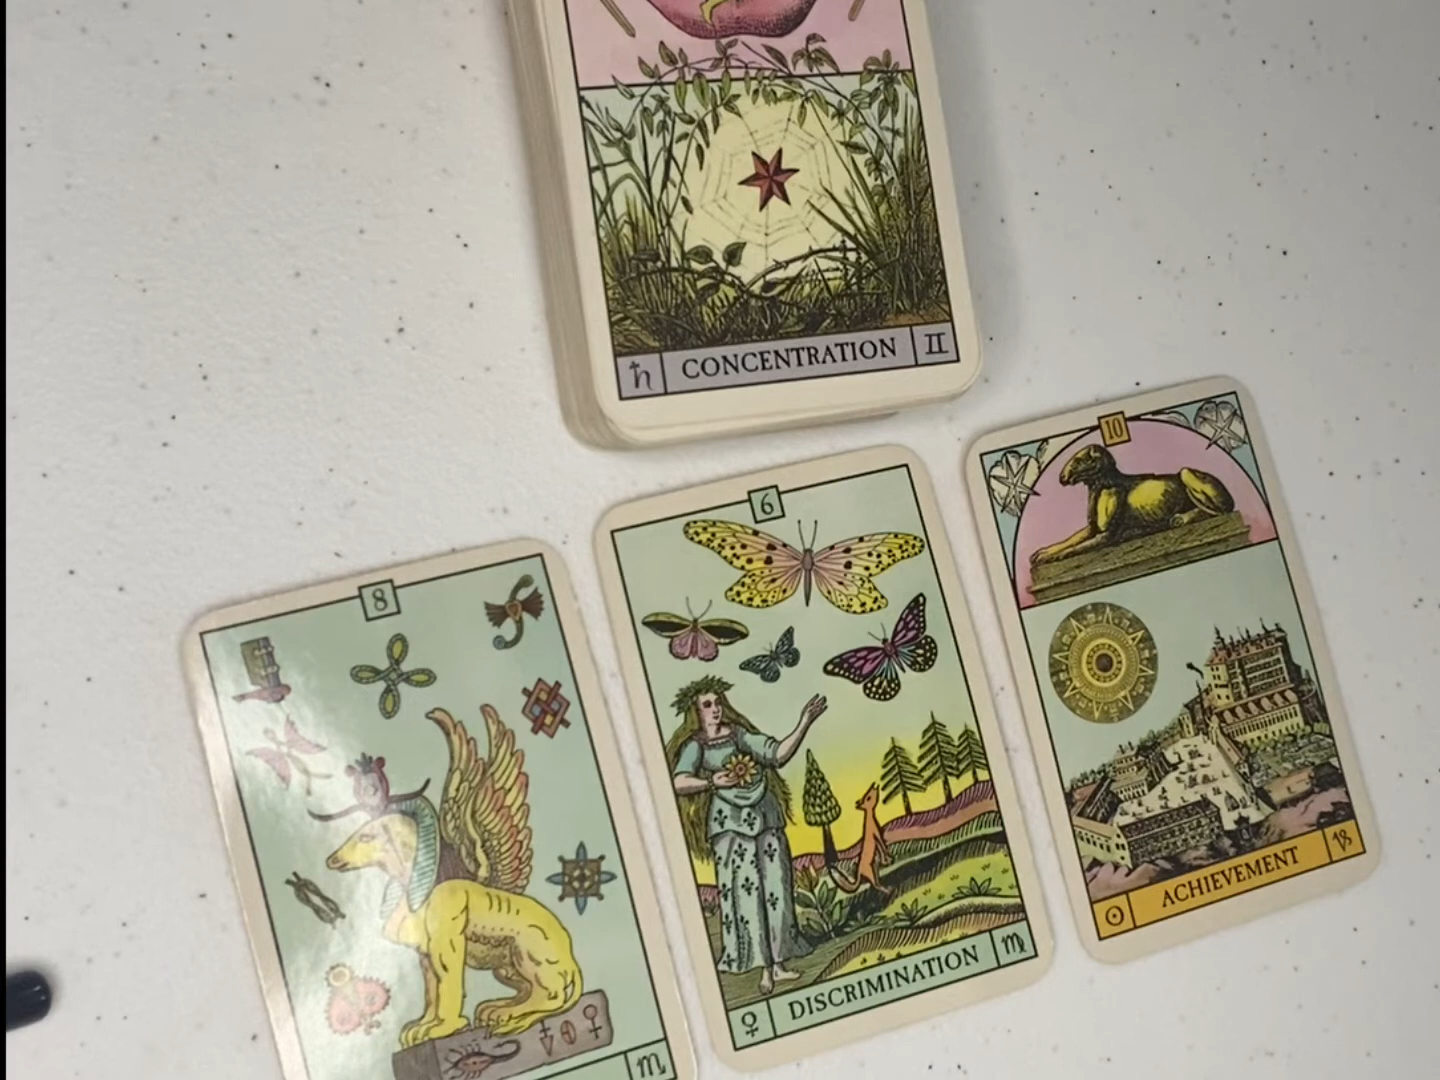 ♄ CONCENTRATION ♊
10
6
8
☉ ACHIEVEMENT ♑
♀ DISCRIMINATION ♍
♏